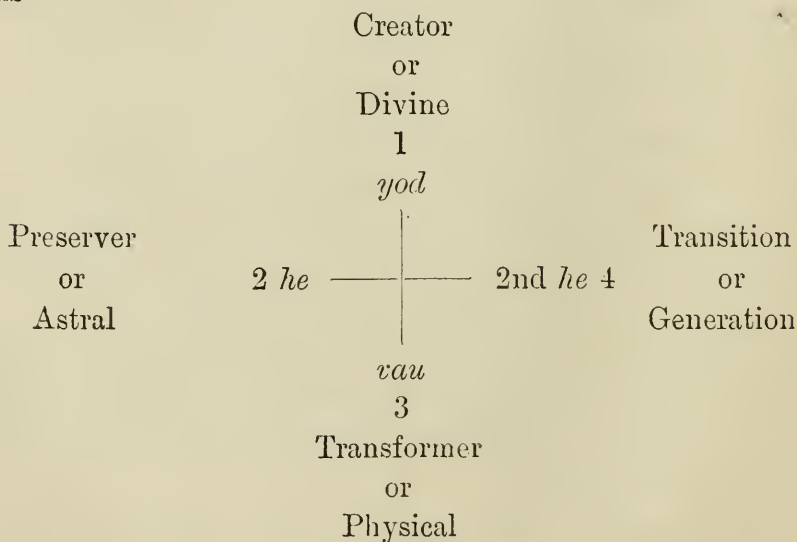 Creator
or
Divine
1
yod
Preserver
or
Astral
2 he
2nd he 4
Transition
or
Generation
vau
3
Transformer
or
Physical